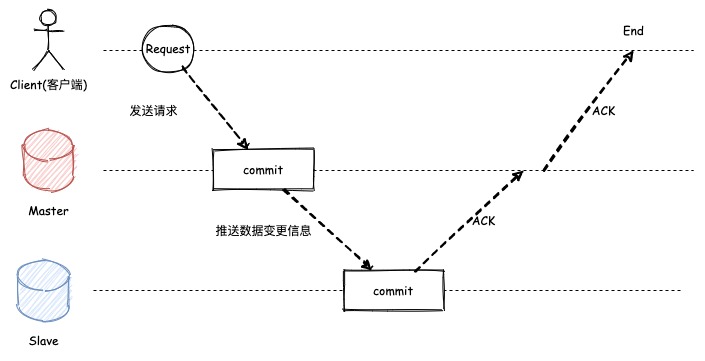 End
Request
Client(客户端)
发送请求
ACK
commit
Master
推送数据变更信息
ACK
commit
Slave